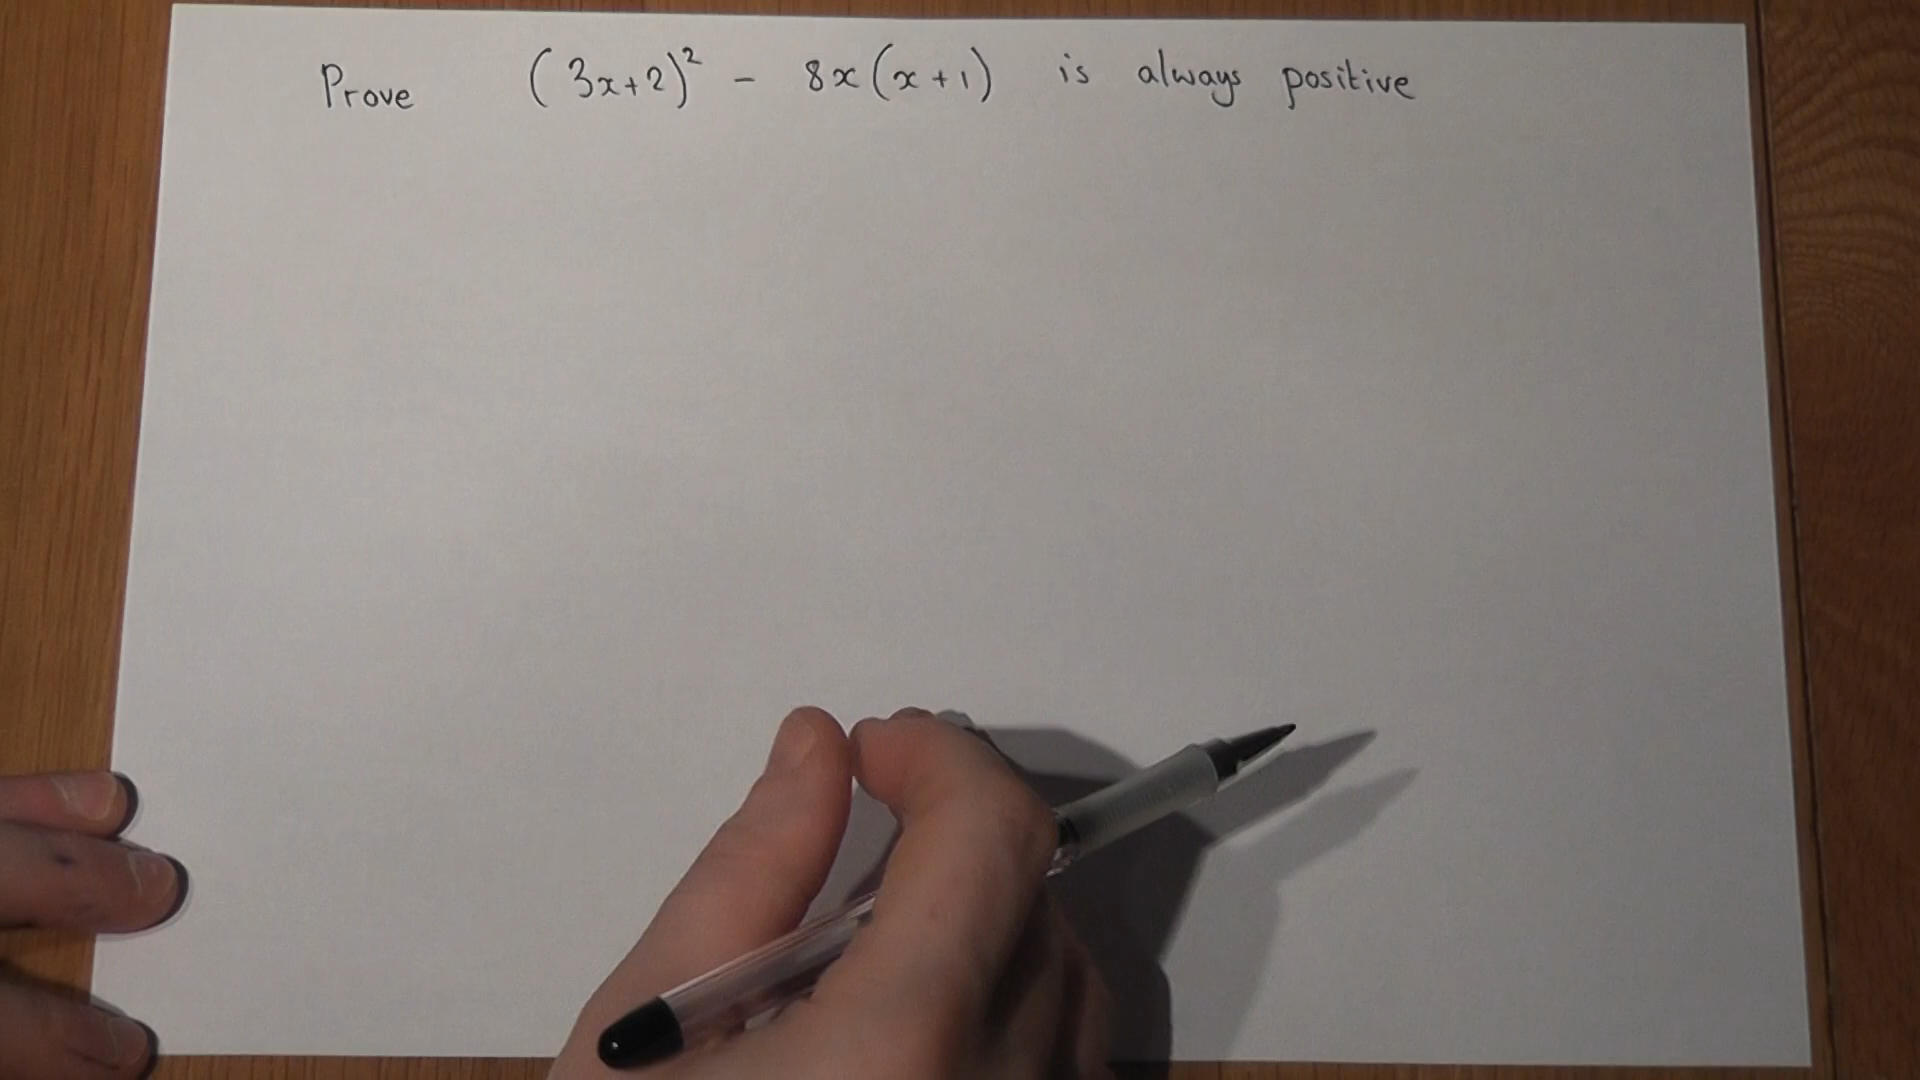 Prove (3x+2)² - 8x(x+1) is always positive